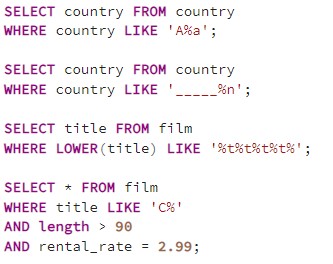 SELECT country FROM country
WHERE country LIKE 'A%a';
SELECT country FROM country
WHERE country LIKE '_____%n';
SELECT title FROM film
WHERE LOWER(title) LIKE '%t%t%t%t%';
SELECT * FROM film
WHERE title LIKE 'C%'
AND length > 90
AND rental_rate = 2.99;